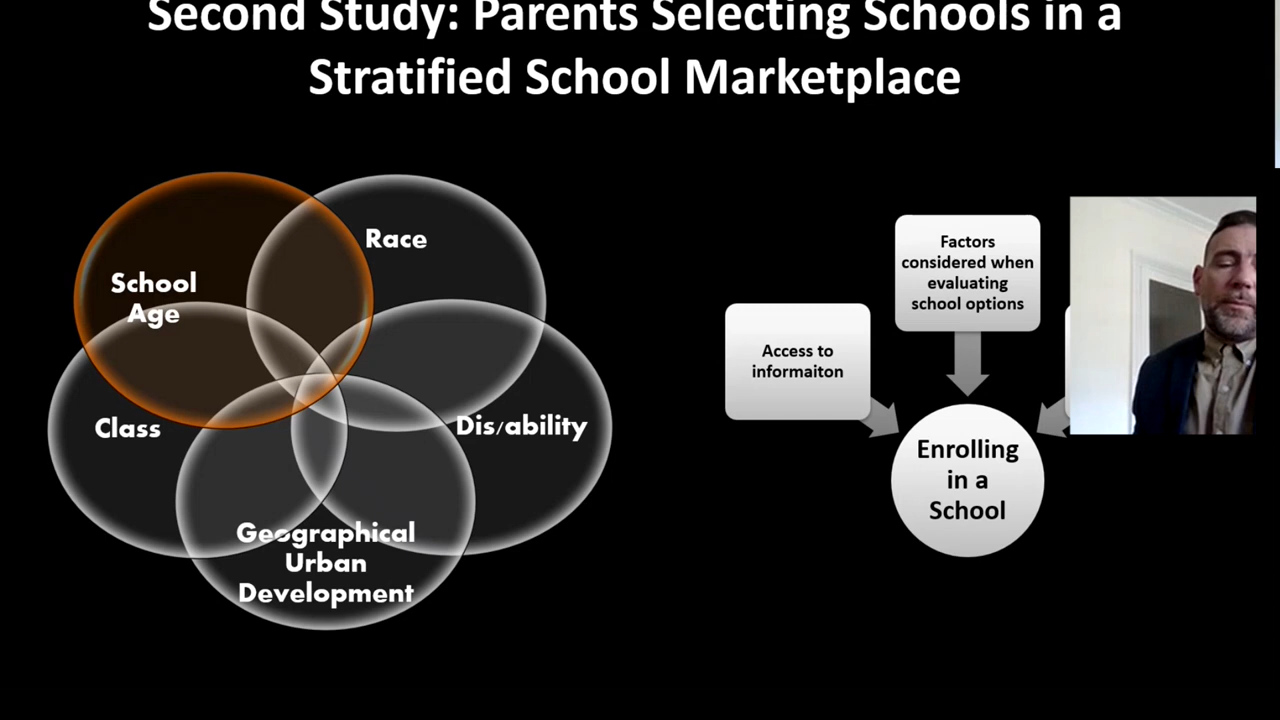 Second Study: Parents Selecting Schools in a
Stratified School Marketplace
School
Age
Race
Class
Dis/ability
Geographical
Urban
Development
Factors
considered when
evaluating
school options
Access to
informaiton
Enrolling
in a
School